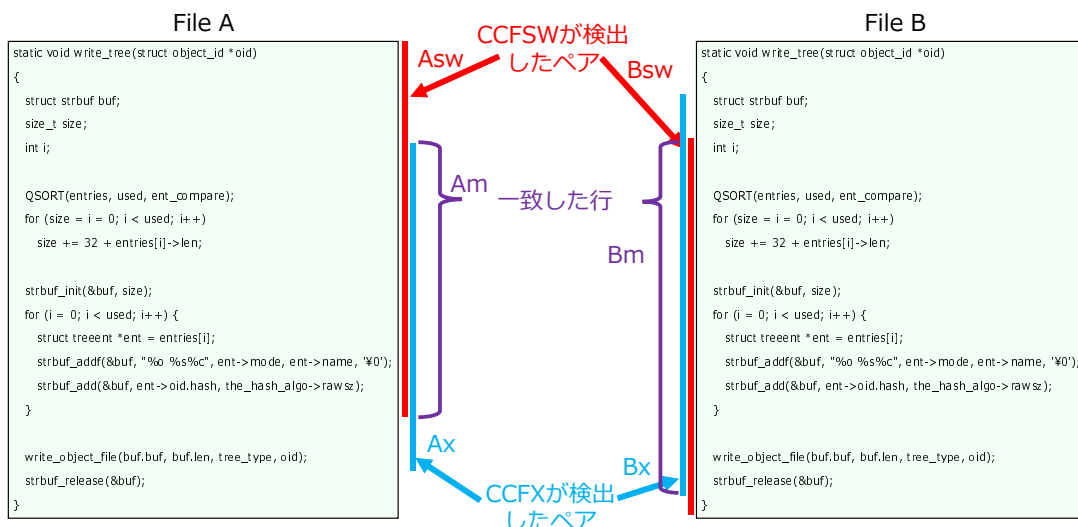 File A
static void write_tree(struct object_id *oid)
{
struct strbuf buf;
size_t size;
int i;
QSORT(entries, used, ent_compare);
for (size = i = 0; i < used; i++)
size += 32 + entries[i]->len;
strbuf_init(&buf, size);
for (i = 0; i < used; i++) {
struct treeent *ent = entries[i];
strbuf_addf(&buf, "%o %s%c", ent->mode, ent->name, '¥0');
strbuf_add(&buf, ent->oid.hash, the_hash_algo->rawsz);
}
write_object_file(buf.buf, buf.len, tree_type, oid);
strbuf_release(&buf);
}
Asw
CCFSWが検出
したペア
Bsw
Am
一致した行
Bm
Ax
Bx
CCFXが検出
したペア
File B
static void write_tree(struct object_id *oid)
{
struct strbuf buf;
size_t size;
int i;
QSORT(entries, used, ent_compare);
for (size = i = 0; i < used; i++)
size += 32 + entries[i]->len;
strbuf_init(&buf, size);
for (i = 0; i < used; i++) {
struct treeent *ent = entries[i];
strbuf_addf(&buf, "%o %s%c", ent->mode, ent->name, '¥0');
strbuf_add(&buf, ent->oid.hash, the_hash_algo->rawsz);
}
write_object_file(buf.buf, buf.len, tree_type, oid);
strbuf_release(&buf);
}